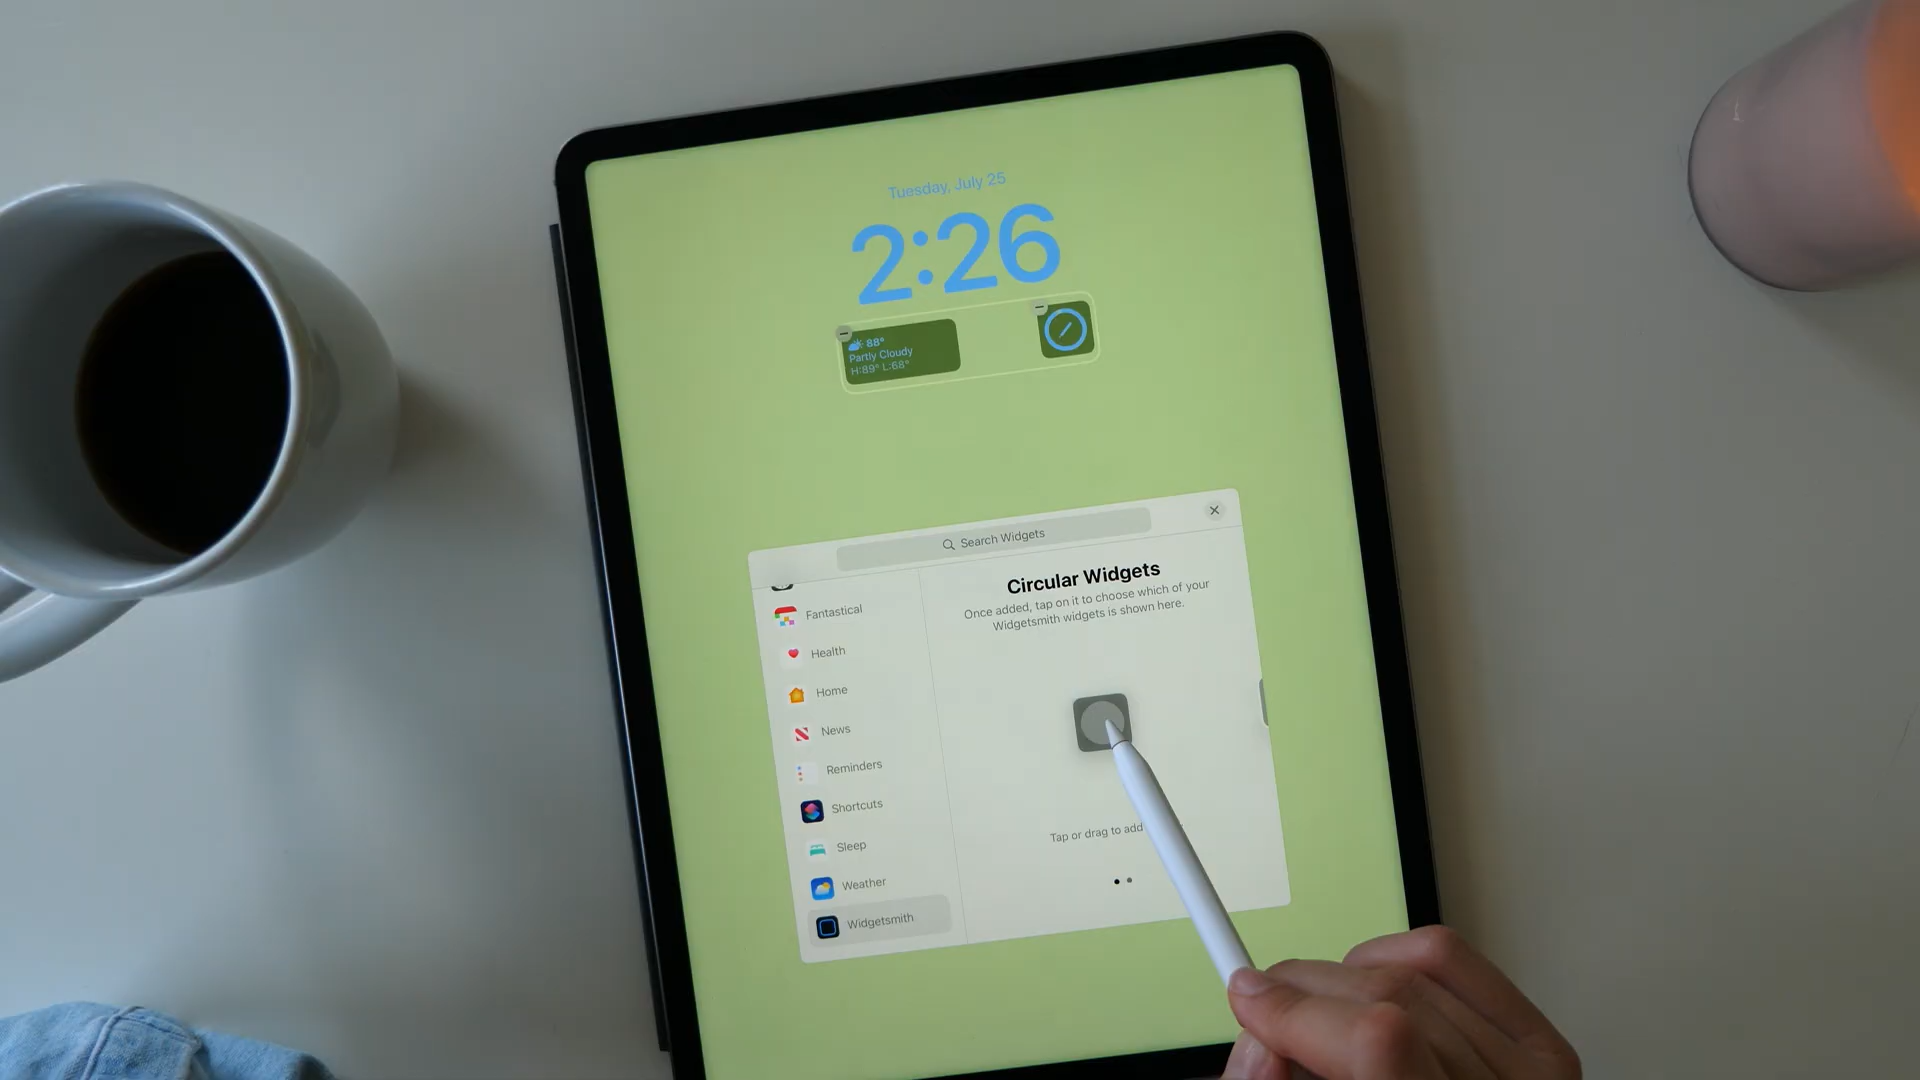 Tuesday, July 25
2:26
88°
Partly Cloudy
H:89° L:68°
Search Widgets
Fantastical
Health
Home
News
Reminders
Shortcuts
Sleep
Weather
Widgetsmith
Circular Widgets
Once added, tap on it to choose which of your
Widgetsmith widgets is shown here.
Tap or drag to add